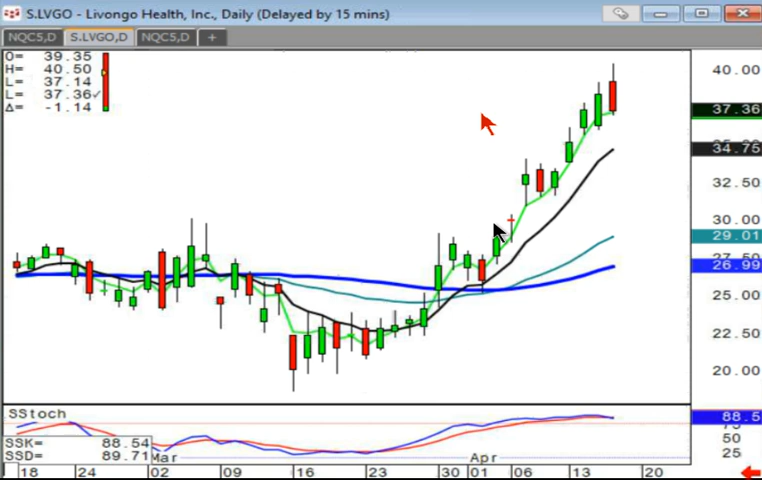 S.LVGO - Livongo Health, Inc., Daily (Delayed by 15 mins)
NQC5,D S.LVGO,D NQC5,D +
O= 39.35
H= 40.50
L= 37.14
L= 37.36✓
Δ= -1.14
40.00
37.36
34.75
32.50
30.00
29.01
27.50
26.99
25.00
22.50
20.00
SStoch
88.5
75
50
25
SSK= 88.54
SSD= 89.71
Mar
Apr
18 24 02 09 16 23 30 01 06 13 20